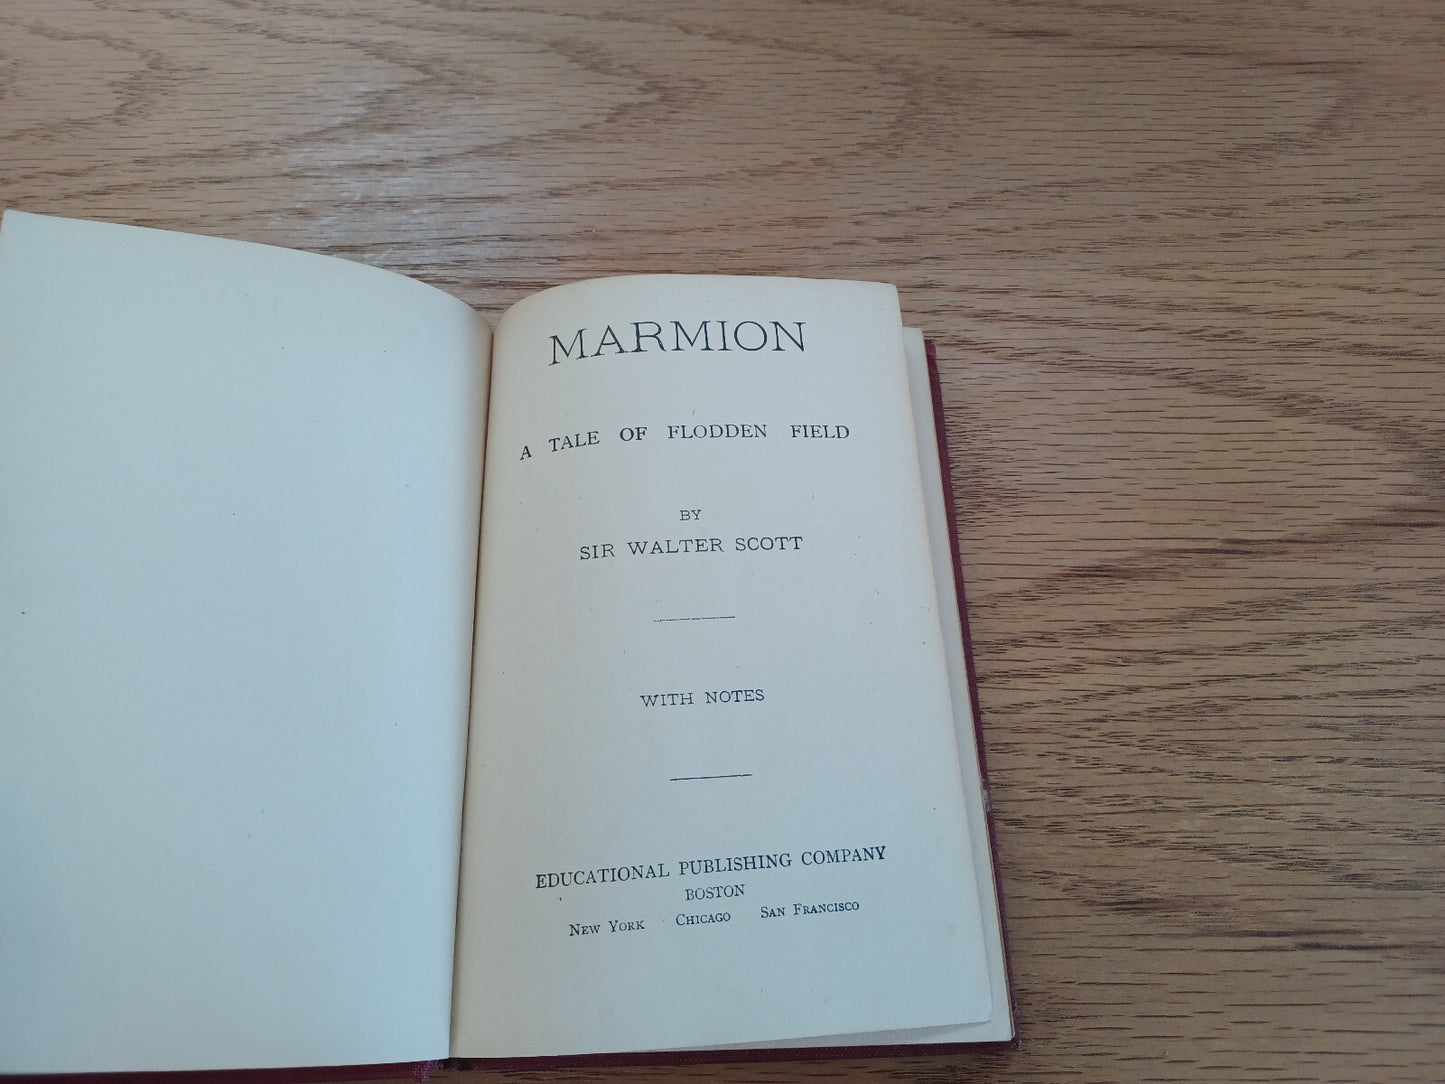 MARMION
A TALE OF FLODDEN FIELD
BY
SIR WALTER SCOTT
WITH NOTES
EDUCATIONAL PUBLISHING COMPANY
BOSTON
NEW YORK CHICAGO SAN FRANCISCO